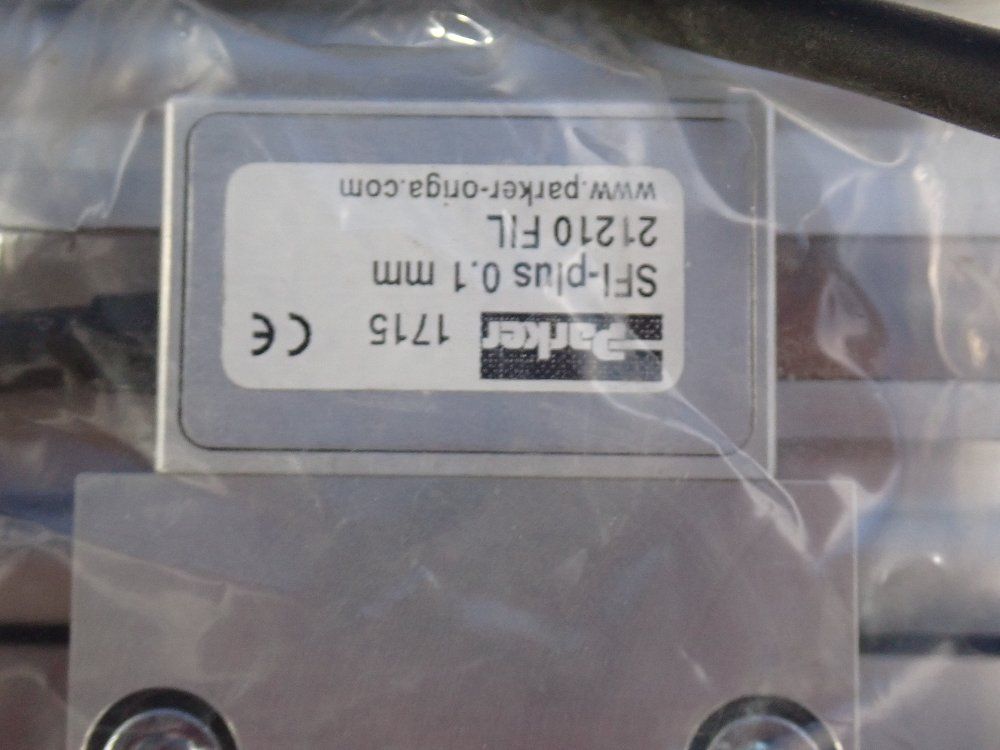 Parker 1715 CE
SFI-plus 0.1 mm
21210 FIL
www.parker-origa.com